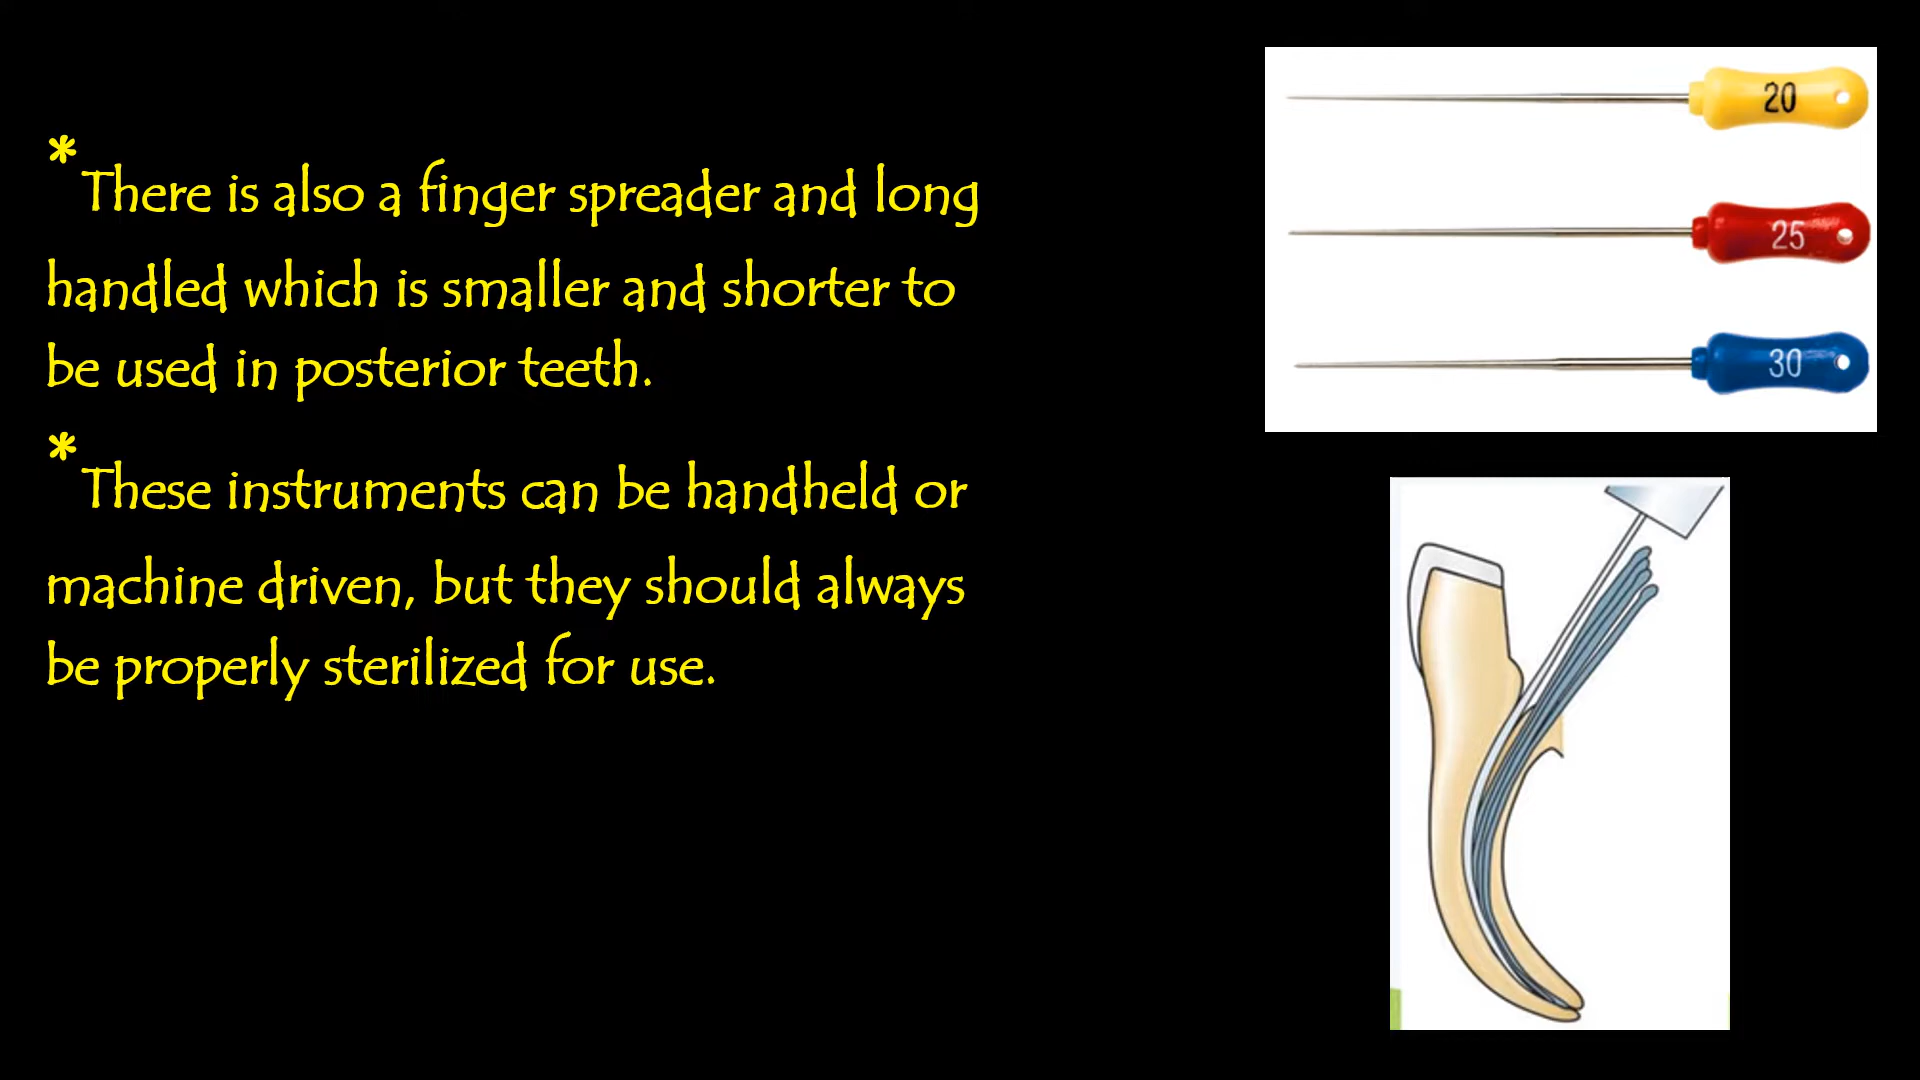 *There is also a finger spreader and long
handled which is smaller and shorter to
be used in posterior teeth.
*These instruments can be handheld or
machine driven, but they should always
be properly sterilized for use.
20
25
30